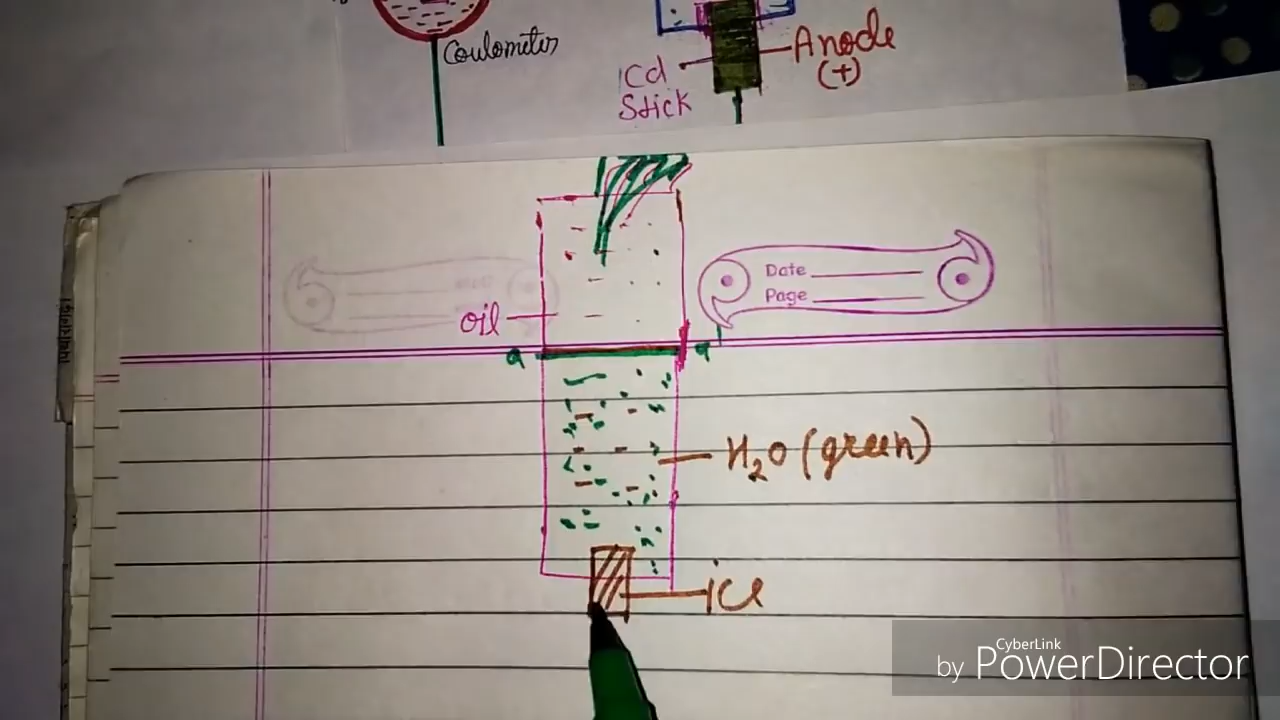 Coulometer
Anode
(+)
Cd
Stick
Date
Page
oil
a
a'
H₂O (green)
ice
CyberLink
by PowerDirector